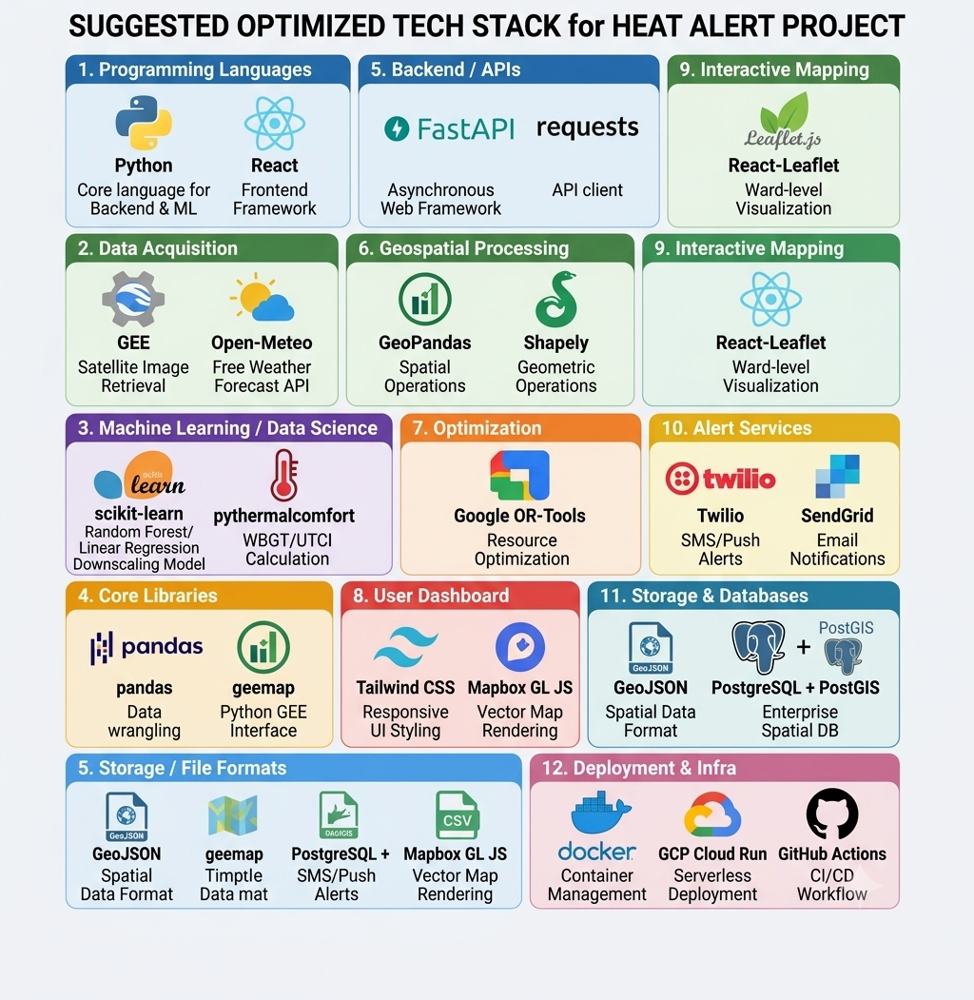 SUGGESTED OPTIMIZED TECH STACK for HEAT ALERT PROJECT
1. Programming Languages
Python
Core language for
Backend & ML
React
Frontend
Framework
5. Backend / APIs
FastAPI
Asynchronous
Web Framework
requests
API client
9. Interactive Mapping
Leaflet.js
React-Leaflet
Ward-level
Visualization
2. Data Acquisition
GEE
Satellite Image
Retrieval
Open-Meteo
Free Weather
Forecast API
6. Geospatial Processing
GeoPandas
Spatial
Operations
Shapely
Geometric
Operations
9. Interactive Mapping
React-Leaflet
Ward-level
Visualization
3. Machine Learning / Data Science
learn
scikit-learn
Random Forest/
Linear Regression
Downscaling Model
pythermalcomfort
WBGT/UTCI
Calculation
7. Optimization
Google OR-Tools
Resource
Optimization
10. Alert Services
twilio
Twilio
SMS/Push
Alerts
SendGrid
Email
Notifications
4. Core Libraries
pandas
pandas
Data
wrangling
geemap
Python GEE
Interface
8. User Dashboard
Tailwind CSS
Responsive
UI Styling
Mapbox GL JS
Vector Map
Rendering
11. Storage & Databases
GeoJSON
GeoJSON
Spatial Data
Format
+
PostGIS
PostgreSQL + PostGIS
Enterprise
Spatial DB
5. Storage / File Formats
GeoJSON
GeoJSON
Spatial
Data Format
geemap
Timptle
Data mat
DAGIGIS
PostgreSQL +
SMS/Push
Alerts
CSV
Mapbox GL JS
Vector Map
Rendering
12. Deployment & Infra
docker
Container
Management
GCP Cloud Run
Serverless
Deployment
GitHub Actions
CI/CD
Workflow